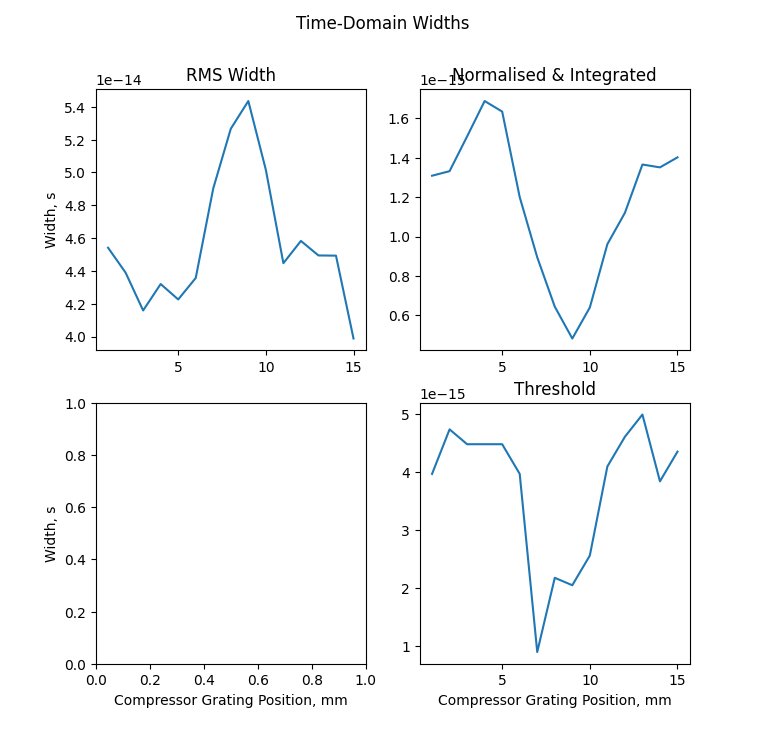 Time-Domain Widths
RMS Width
1e−14
5.4
5.2
5.0
4.8
4.6
4.4
4.2
4.0
Width, s
5 10 15
Normalised & Integrated
1e−15
1.6
1.4
1.2
1.0
0.8
0.6
5 10 15
1.0
0.8
0.6
0.4
0.2
0.0
Width, s
0.0 0.2 0.4 0.6 0.8 1.0
Compressor Grating Position, mm
Threshold
1e−15
5
4
3
2
1
5 10 15
Compressor Grating Position, mm